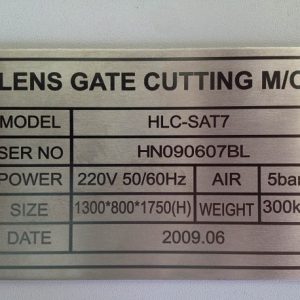 LENS GATE CUTTING M/C
MODEL HLC-SAT7
SER NO HN090607BL
POWER 220V 50/60Hz AIR 5bar
SIZE 1300*800*1750(H) WEIGHT 300k
DATE 2009.06